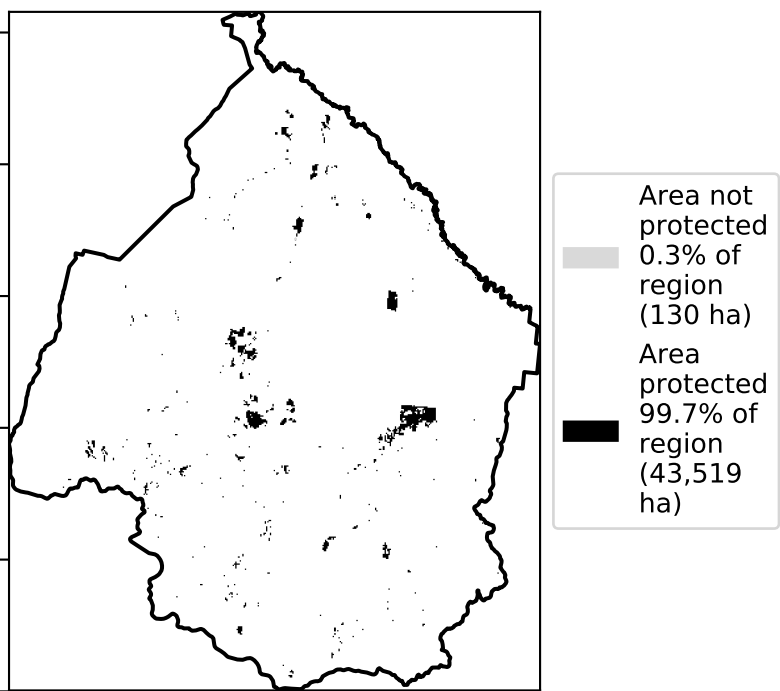 Area not
protected
0.3% of
region
(130 ha)
Area
protected
99.7% of
region
(43,519
ha)